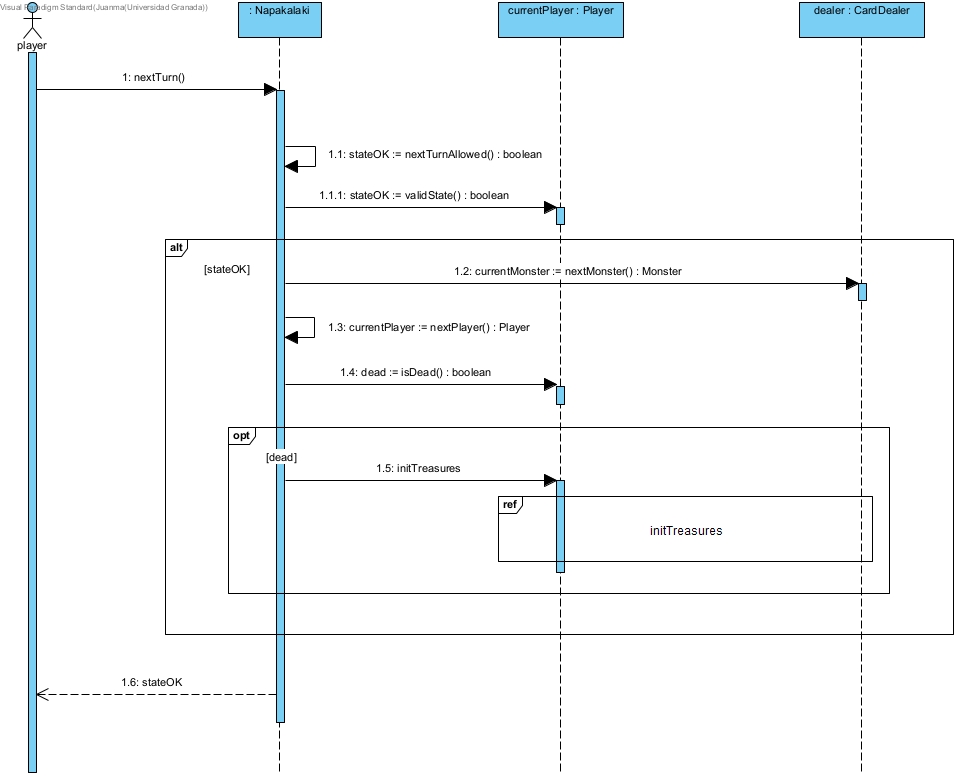 Visual Paradigm Standard(Juanma(Universidad Granada))
: Napakalaki
currentPlayer : Player
dealer : CardDealer
player
1: nextTurn()
1.1: stateOK := nextTurnAllowed() : boolean
1.1.1: stateOK := validState() : boolean
alt
[stateOK]
1.2: currentMonster := nextMonster() : Monster
1.3: currentPlayer := nextPlayer() : Player
1.4: dead := isDead() : boolean
opt
[dead]
1.5: initTreasures
ref
initTreasures
1.6: stateOK